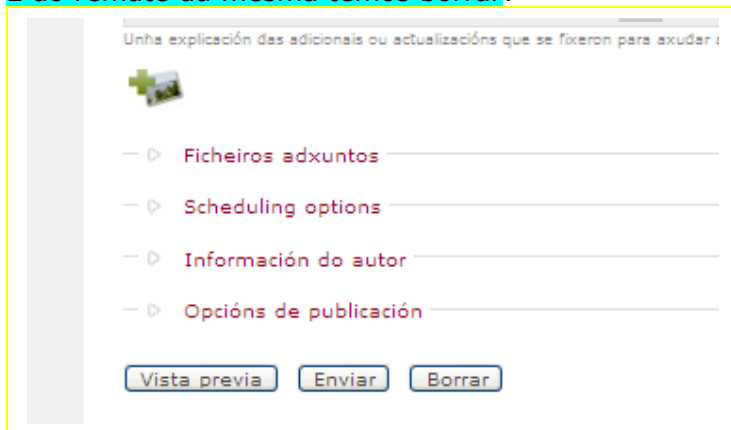 E ao remate da mesma temos borrar.
Unha explicación das adicionais ou actualizacións que se fixeron para axudar
Ficheiros adxuntos
Scheduling options
Información do autor
Opcións de publicación
Vista previa Enviar Borrar